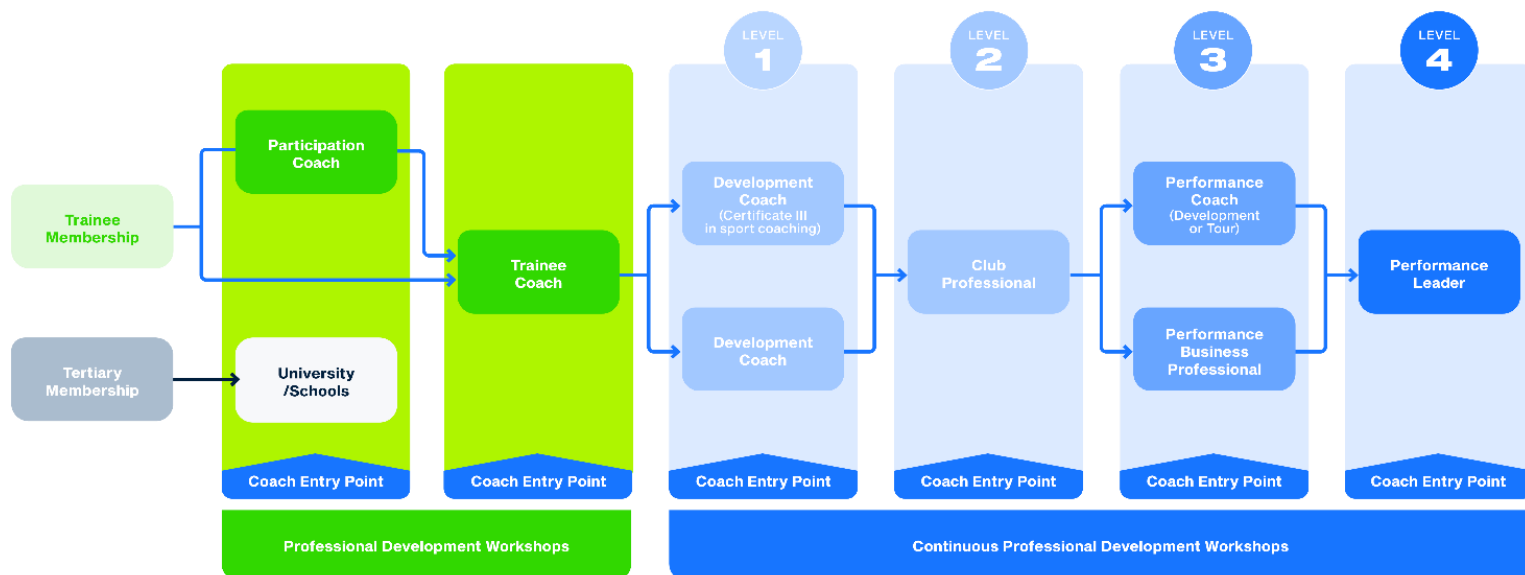 LEVEL
1
LEVEL
2
LEVEL
3
LEVEL
4
Participation
Coach
Trainee
Membership
Trainee
Coach
Development
Coach
(Certificate III
in sport coaching)
Club
Professional
Performance
Coach
(Development
or Tour)
Performance
Leader
Tertiary
Membership
University
/Schools
Development
Coach
Performance
Business
Professional
Coach Entry Point
Coach Entry Point
Coach Entry Point
Coach Entry Point
Coach Entry Point
Coach Entry Point
Professional Development Workshops
Continuous Professional Development Workshops